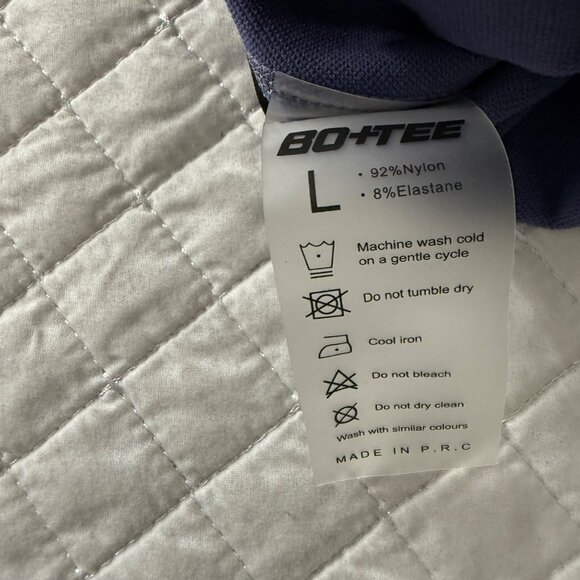 BO+TEE
L
· 92%Nylon
· 8%Elastane
Machine wash cold
on a gentle cycle
Do not tumble dry
Cool iron
Do not bleach
Do not dry clean
Wash with similar colours
MADE IN P.R.C